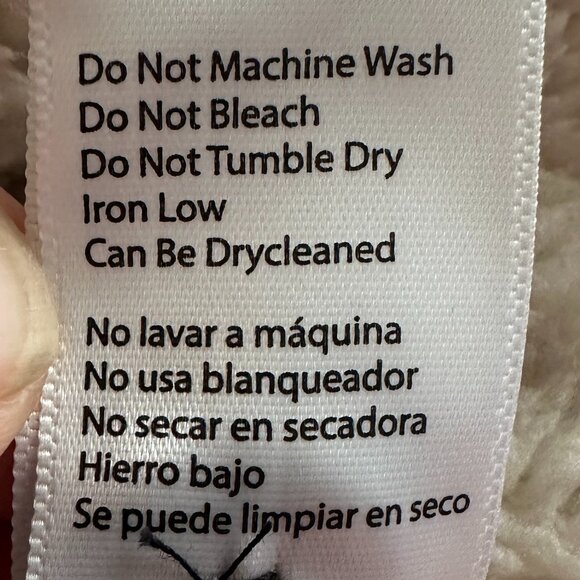 Do Not Machine Wash
Do Not Bleach
Do Not Tumble Dry
Iron Low
Can Be Drycleaned
No lavar a máquina
No usa blanqueador
No secar en secadora
Hierro bajo
Se puede limpiar en seco